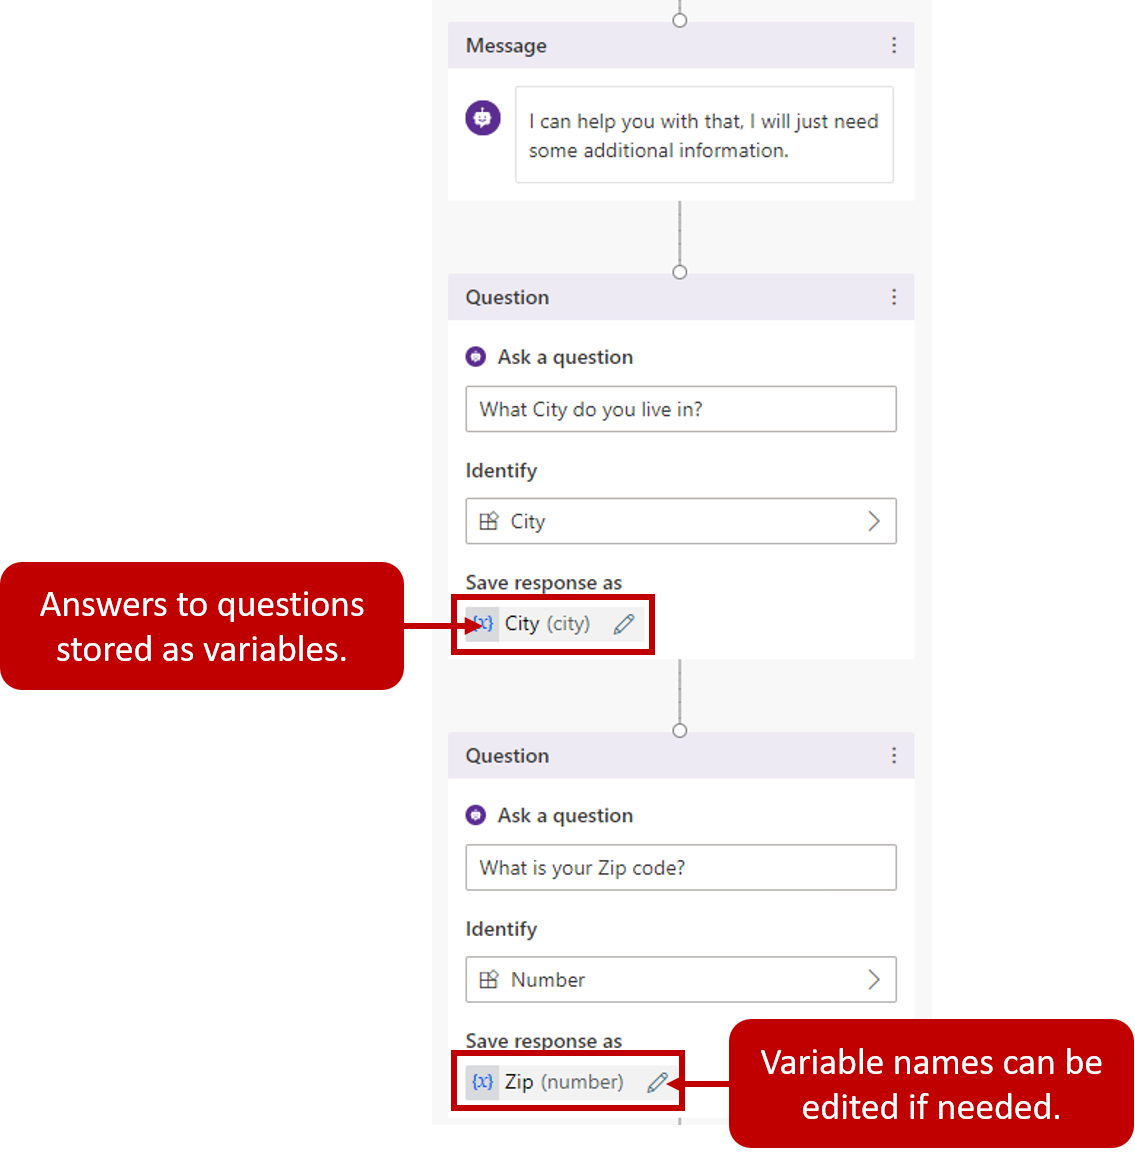 Message
I can help you with that, I will just need
some additional information.
Question
Ask a question
What City do you live in?
Identify
City
Save response as
{x} City (city)
Answers to questions
stored as variables.
Question
Ask a question
What is your Zip code?
Identify
Number
Save response as
{x} Zip (number)
Variable names can be
edited if needed.